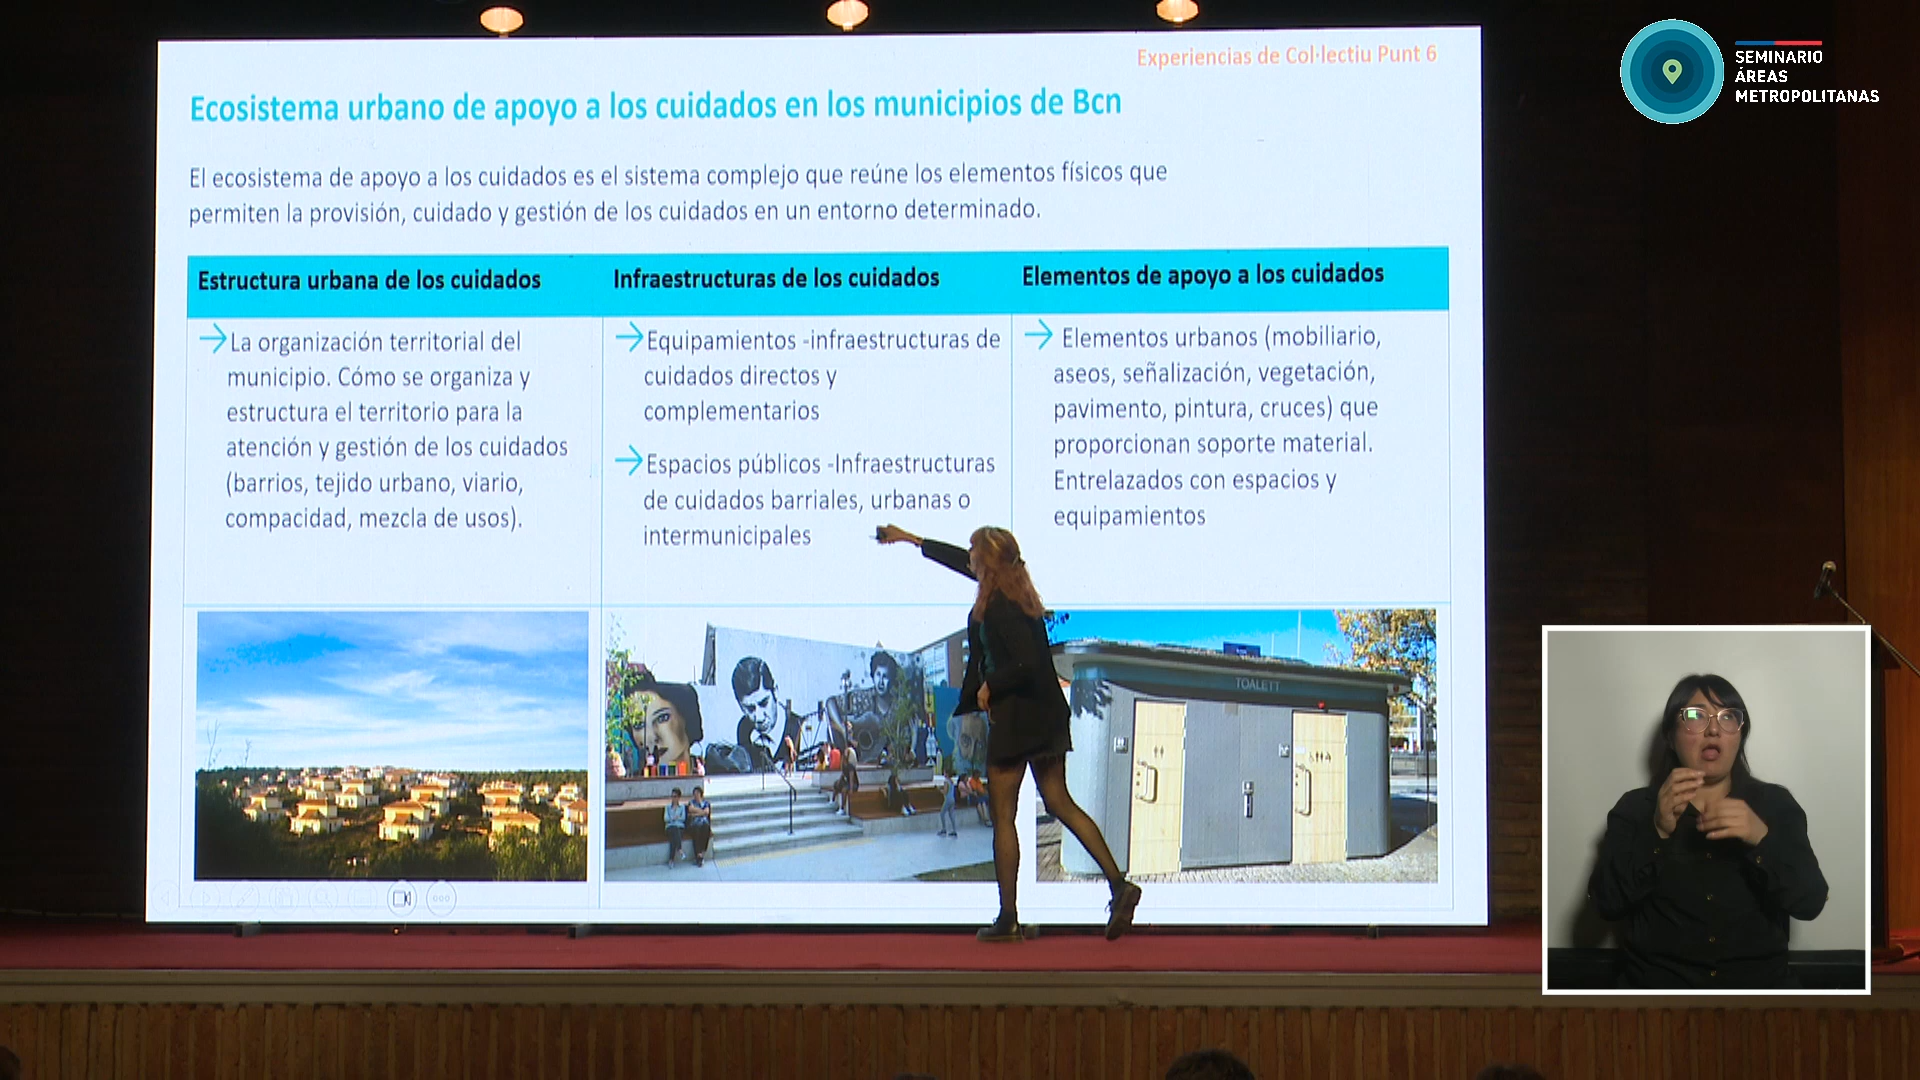 Experiencias de Col·lectiu Punt 6
Ecosistema urbano de apoyo a los cuidados en los municipios de Bcn
El ecosistema de apoyo a los cuidados es el sistema complejo que reúne los elementos físicos que
permiten la provisión, cuidado y gestión de los cuidados en un entorno determinado.
Estructura urbana de los cuidados
La organización territorial del
municipio. Cómo se organiza y
estructura el territorio para la
atención y gestión de los cuidados
(barrios, tejido urbano, viario,
compacidad, mezcla de usos).
Infraestructuras de los cuidados
Equipamientos -infraestructuras de
cuidados directos y
complementarios
Espacios públicos -Infraestructuras
de cuidados barriales, urbanas o
intermunicipales
Elementos de apoyo a los cuidados
Elementos urbanos (mobiliario,
aseos, señalización, vegetación,
pavimento, pintura, cruces) que
proporcionan soporte material.
Entrelazados con espacios y
equipamientos
TOALETT
SEMINARIO
ÁREAS
METROPOLITANAS